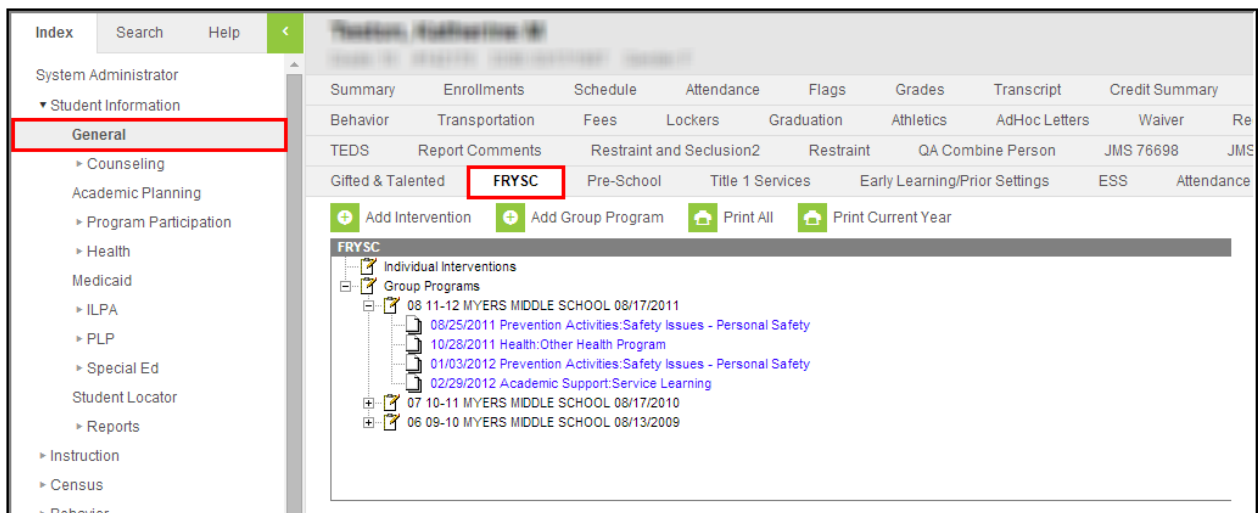 Index Search Help
System Administrator
Student Information
General
Counseling
Academic Planning
Program Participation
Health
Medicaid
ILPA
PLP
Special Ed
Student Locator
Reports
Instruction
Census
Behavior
Summary Enrollments Schedule Attendance Flags Grades Transcript Credit Summary
Behavior Transportation Fees Lockers Graduation Athletics AdHoc Letters Waiver Re
TEDS Report Comments Restraint and Seclusion2 Restraint QA Combine Person JMS 76698 JMS
Gifted & Talented FRYSC Pre-School Title 1 Services Early Learning/Prior Settings ESS Attendance
Add Intervention Add Group Program Print All Print Current Year
FRYSC
Individual Interventions
Group Programs
08 11-12 MYERS MIDDLE SCHOOL 08/17/2011
08/25/2011 Prevention Activities:Safety Issues - Personal Safety
10/28/2011 Health:Other Health Program
01/03/2012 Prevention Activities:Safety Issues - Personal Safety
02/29/2012 Academic Support:Service Learning
07 10-11 MYERS MIDDLE SCHOOL 08/17/2010
06 09-10 MYERS MIDDLE SCHOOL 08/13/2009